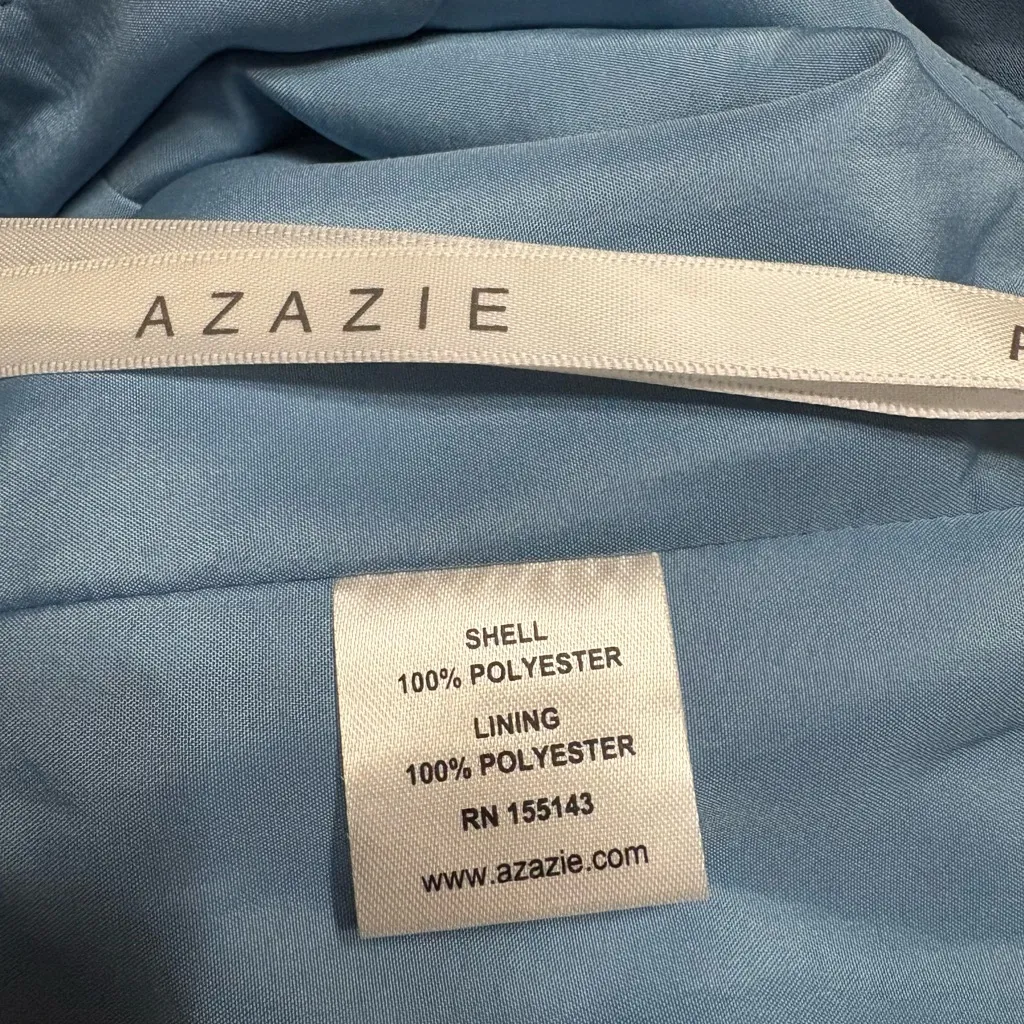 AZAZIE
SHELL
100% POLYESTER
LINING
100% POLYESTER
RN 155143
www.azazie.com